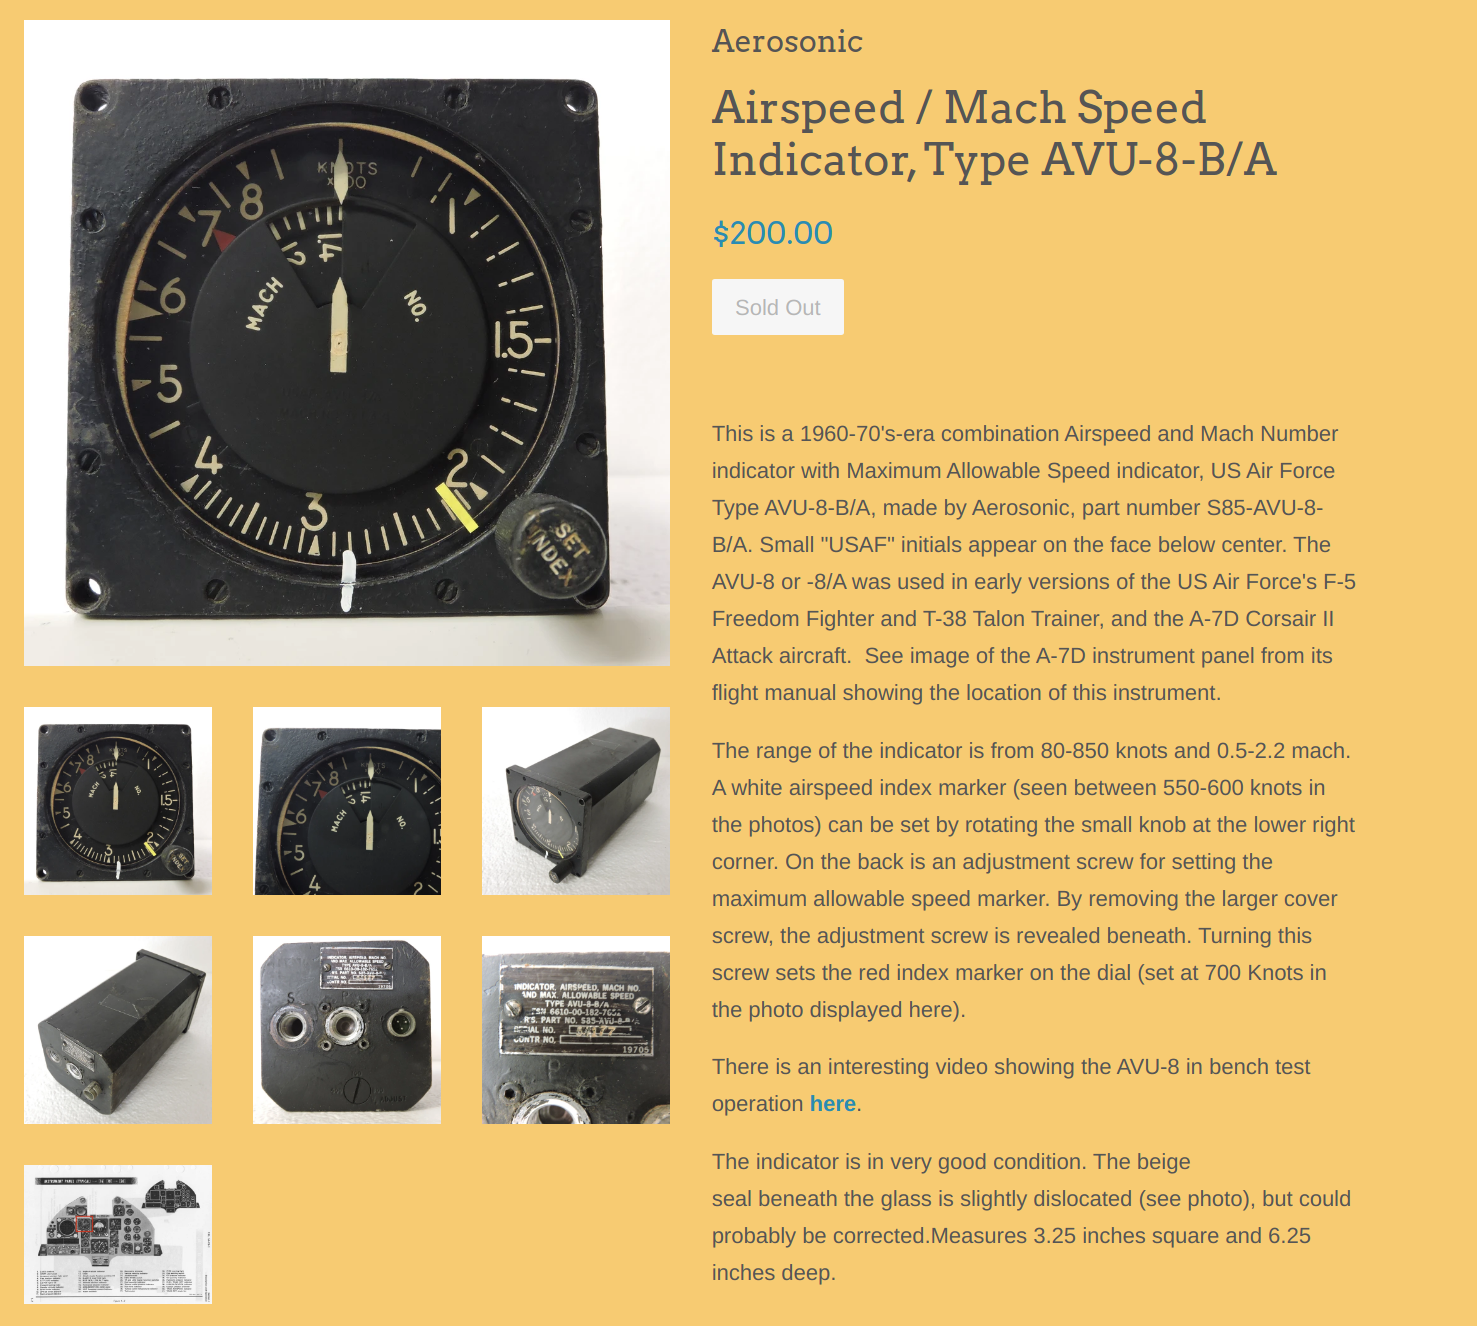 Aerosonic
Airspeed / Mach Speed
Indicator, Type AVU-8-B/A
$200.00
Sold Out
This is a 1960-70's-era combination Airspeed and Mach Number
indicator with Maximum Allowable Speed indicator, US Air Force
Type AVU-8-B/A, made by Aerosonic, part number S85-AVU-8-
B/A. Small "USAF" initials appear on the face below center. The
AVU-8 or -8/A was used in early versions of the US Air Force's F-5
Freedom Fighter and T-38 Talon Trainer, and the A-7D Corsair II
Attack aircraft.  See image of the A-7D instrument panel from its
flight manual showing the location of this instrument.
The range of the indicator is from 80-850 knots and 0.5-2.2 mach.
A white airspeed index marker (seen between 550-600 knots in
the photos) can be set by rotating the small knob at the lower right
corner. On the back is an adjustment screw for setting the
maximum allowable speed marker. By removing the larger cover
screw, the adjustment screw is revealed beneath. Turning this
screw sets the red index marker on the dial (set at 700 Knots in
the photo displayed here).
There is an interesting video showing the AVU-8 in bench test
operation here.
The indicator is in very good condition. The beige
seal beneath the glass is slightly dislocated (see photo), but could
probably be corrected.Measures 3.25 inches square and 6.25
inches deep.
KNOTS
X100
8
1
7
2
1.4
6
MACH
NO.
1.5
5
4
2
3
SET
INDEX
INDICATOR, AIRSPEED, MACH NO.
AND MAX. ALLOWABLE SPEED
TYPE AVU-8-B/A
FSN 6610-00-182-7652
R'S. PART NO. S85-AVU-8-B/A
SERIAL NO.
CONTR NO.
19705
INSTRUMENT PANEL (TYPICAL)